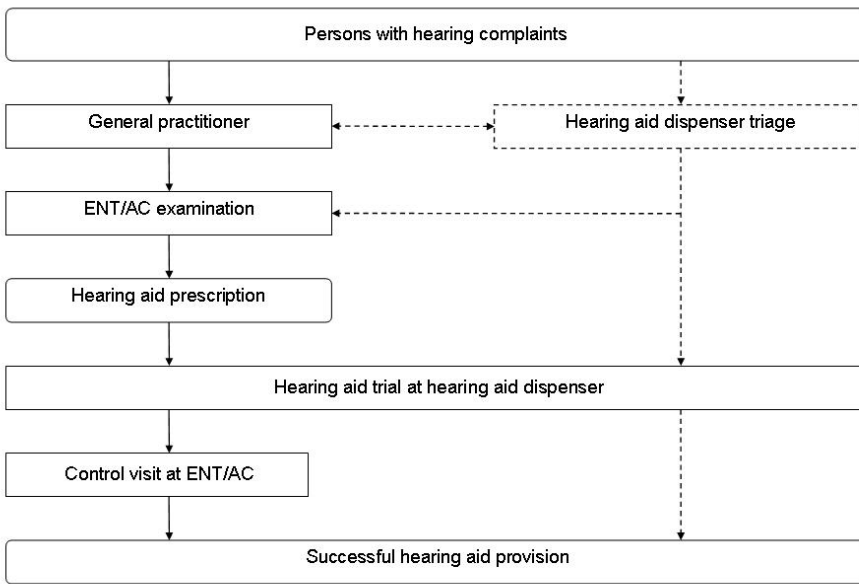 Persons with hearing complaints
General practitioner
Hearing aid dispenser triage
ENT/AC examination
Hearing aid prescription
Hearing aid trial at hearing aid dispenser
Control visit at ENT/AC
Successful hearing aid provision